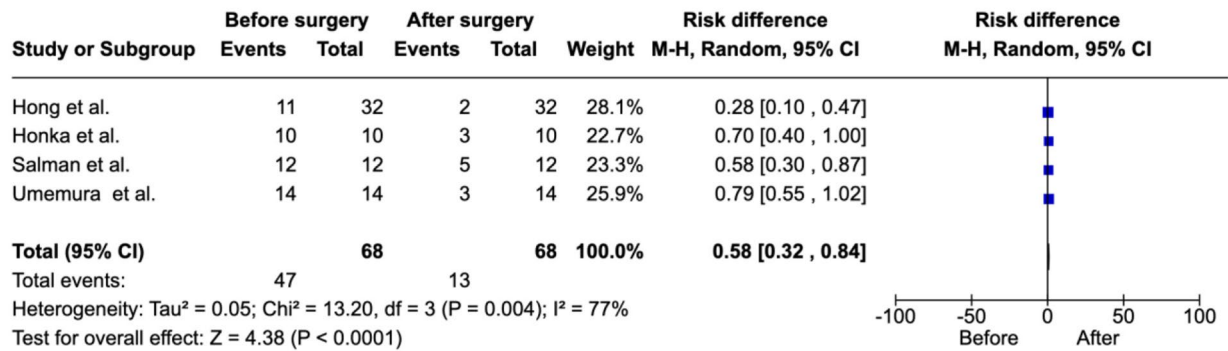 Before surgery After surgery Risk difference Risk difference
Study or Subgroup Events Total Events Total Weight M-H, Random, 95% CI M-H, Random, 95% CI
Hong et al. 11 32 2 32 28.1% 0.28 [0.10 , 0.47]
Honka et al. 10 10 3 10 22.7% 0.70 [0.40 , 1.00]
Salman et al. 12 12 5 12 23.3% 0.58 [0.30 , 0.87]
Umemura et al. 14 14 3 14 25.9% 0.79 [0.55 , 1.02]
Total (95% CI) 68 68 100.0% 0.58 [0.32 , 0.84]
Total events: 47 13
Heterogeneity: Tau² = 0.05; Chi² = 13.20, df = 3 (P = 0.004); I² = 77%
-100 -50 0 50 100
Test for overall effect: Z = 4.38 (P < 0.0001) Before After